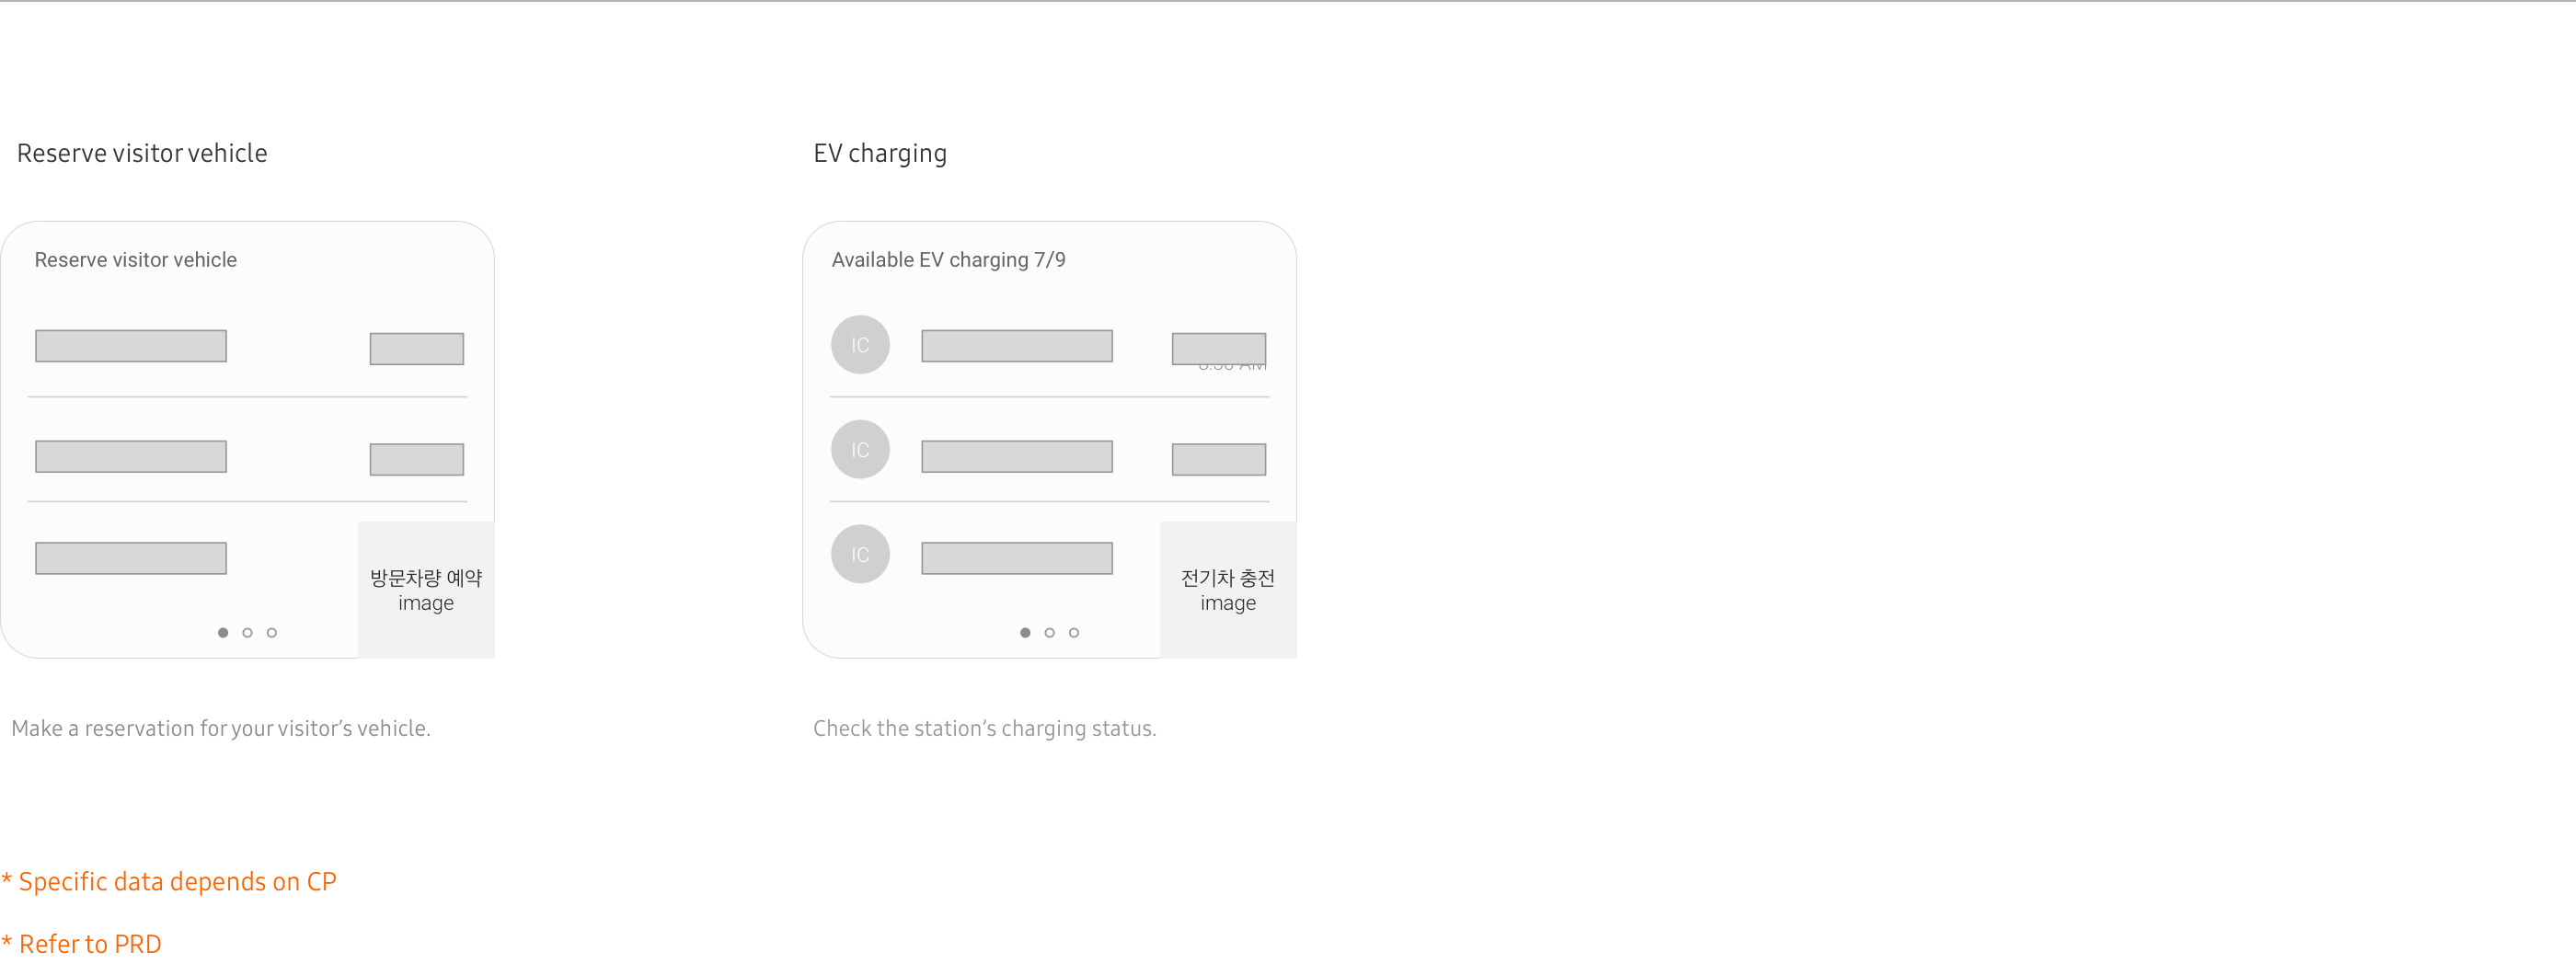 Reserve visitor vehicle
EV charging
Reserve visitor vehicle
방문차량 예약
image
Available EV charging 7/9
IC
IC
IC
전기차 충전
image
Make a reservation for your visitor's vehicle.
Check the station's charging status.
* Specific data depends on CP
* Refer to PRD